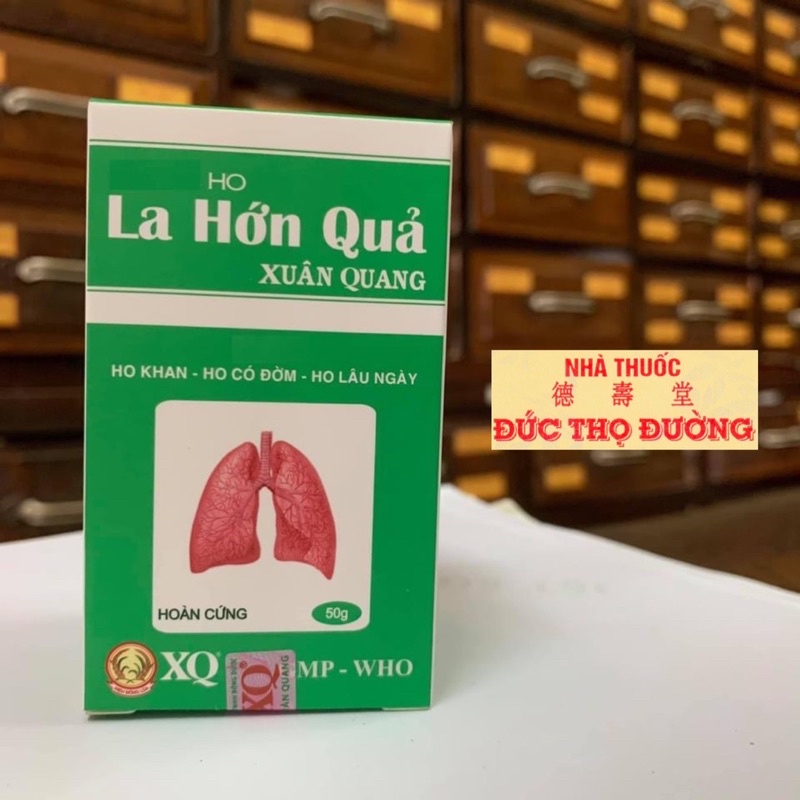 HO
La Hớn Quả
XUÂN QUANG
HO KHAN - HO CÓ ĐỜM - HO LÂU NGÀY
HOÀN CỨNG
50g
XQ® MP - WHO
XQ®
NHÀ THUỐC
德壽堂
ĐỨC THỌ ĐƯỜNG